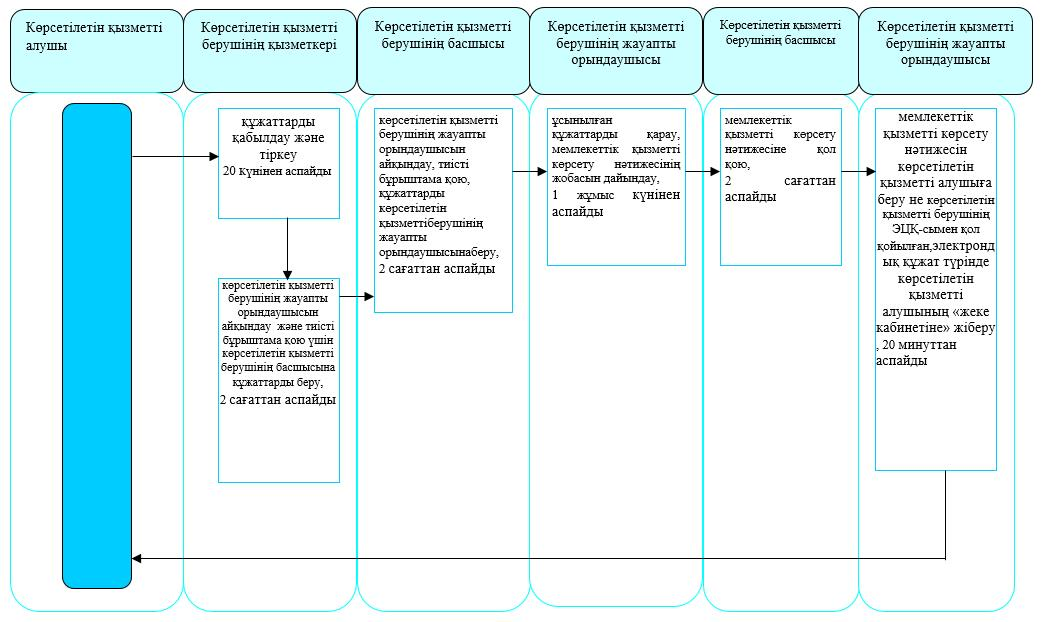 Көрсетілетін қызметті
алушы
Көрсетілетін қызметті
берушінің қызметкері
Көрсетілетін қызметті
берушінің басшысы
Көрсетілетін қызметті
берушінің жауапты
орындаушысы
Көрсетілетін қызметті
берушінің басшысы
Көрсетілетін қызметті
берушінің жауапты
орындаушысы
құжаттарды
қабылдау және
тіркеу
20 күнінен аспайды
көрсетілетін қызметті
берушінің жауапты
орындаушысын
айқындау және тиісті
бұрыштама қою үшін
көрсетілетін қызметті
берушінің басшысына
құжаттарды беру,
2 сағаттан аспайды
көрсетілетін қызметті
берушінің жауапты
орындаушысын
айқындау, тиісті
бұрыштама қою,
құжаттарды
көрсетілетін
қызметтіберушінің
жауапты
орындаушысынаберу,
2 сағаттан аспайды
ұсынылған
құжаттарды қарау,
мемлекеттік қызметті
көрсету нәтижесінің
жобасын дайындау,
1 жұмыс күнінен
аспайды
мемлекеттік
қызметті көрсету
нәтижесіне қол
қою,
2 сағаттан
аспайды
мемлекеттік
қызметті көрсету
нәтижесін
көрсетілетін
қызметті алушыға
беру не көрсетілетін
қызметті берушінің
ЭЦҚ-сымен қол
қойылған,электронд
ық құжат түрінде
көрсетілетін
қызметті
алушының «жеке
кабинетіне» жіберу
, 20 минуттан
аспайды